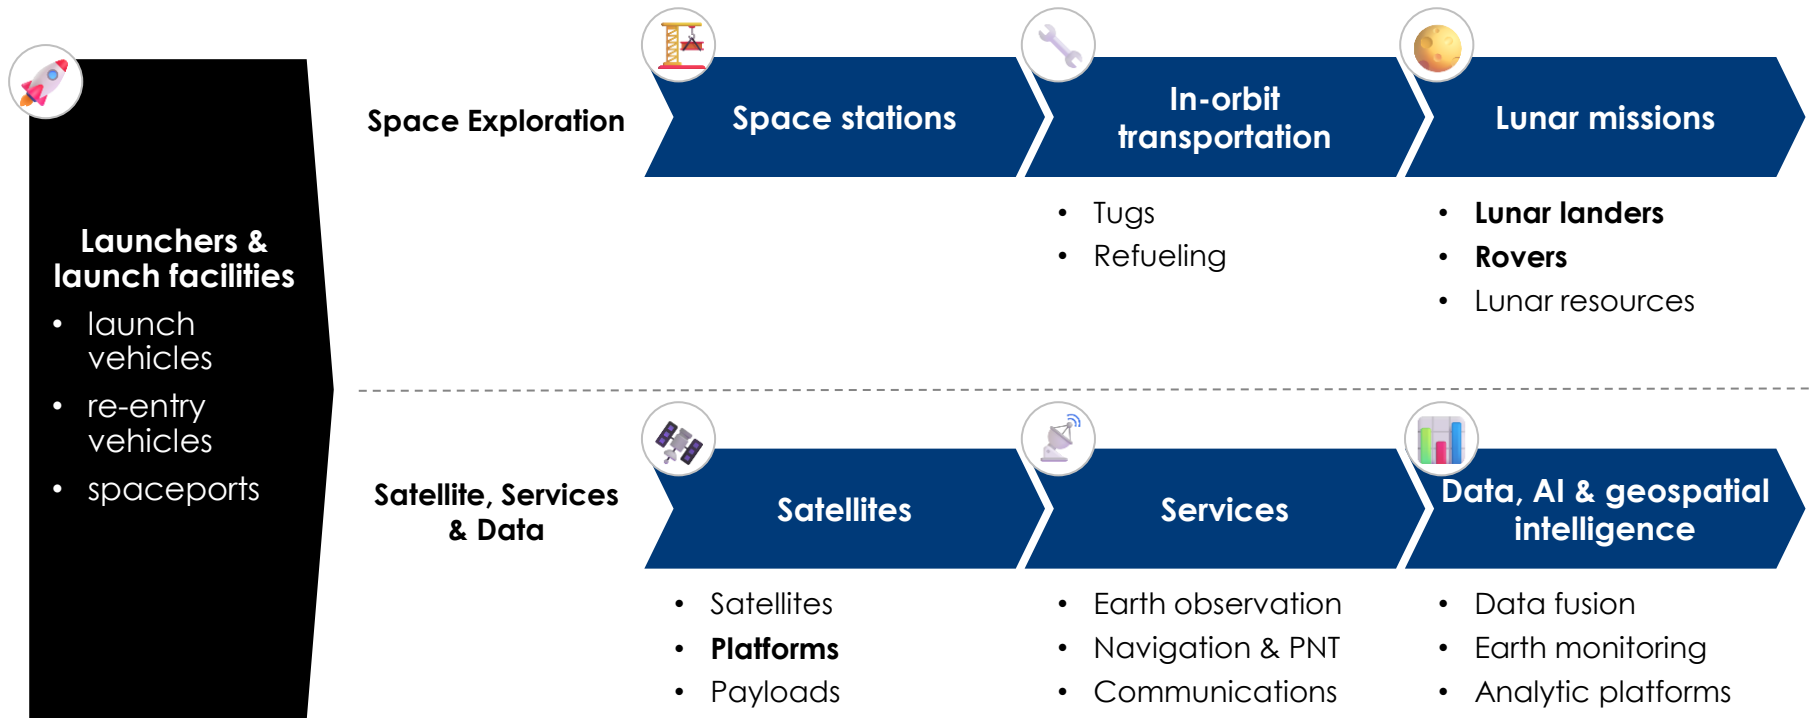 Launchers &
launch facilities
• launch
vehicles
• re-entry
vehicles
• spaceports
Space Exploration
Space stations
In-orbit
transportation
• Tugs
• Refueling
Lunar missions
• Lunar landers
• Rovers
• Lunar resources
Satellite, Services
& Data
Satellites
• Satellites
• Platforms
• Payloads
Services
• Earth observation
• Navigation & PNT
• Communications
Data, AI & geospatial
intelligence
• Data fusion
• Earth monitoring
• Analytic platforms